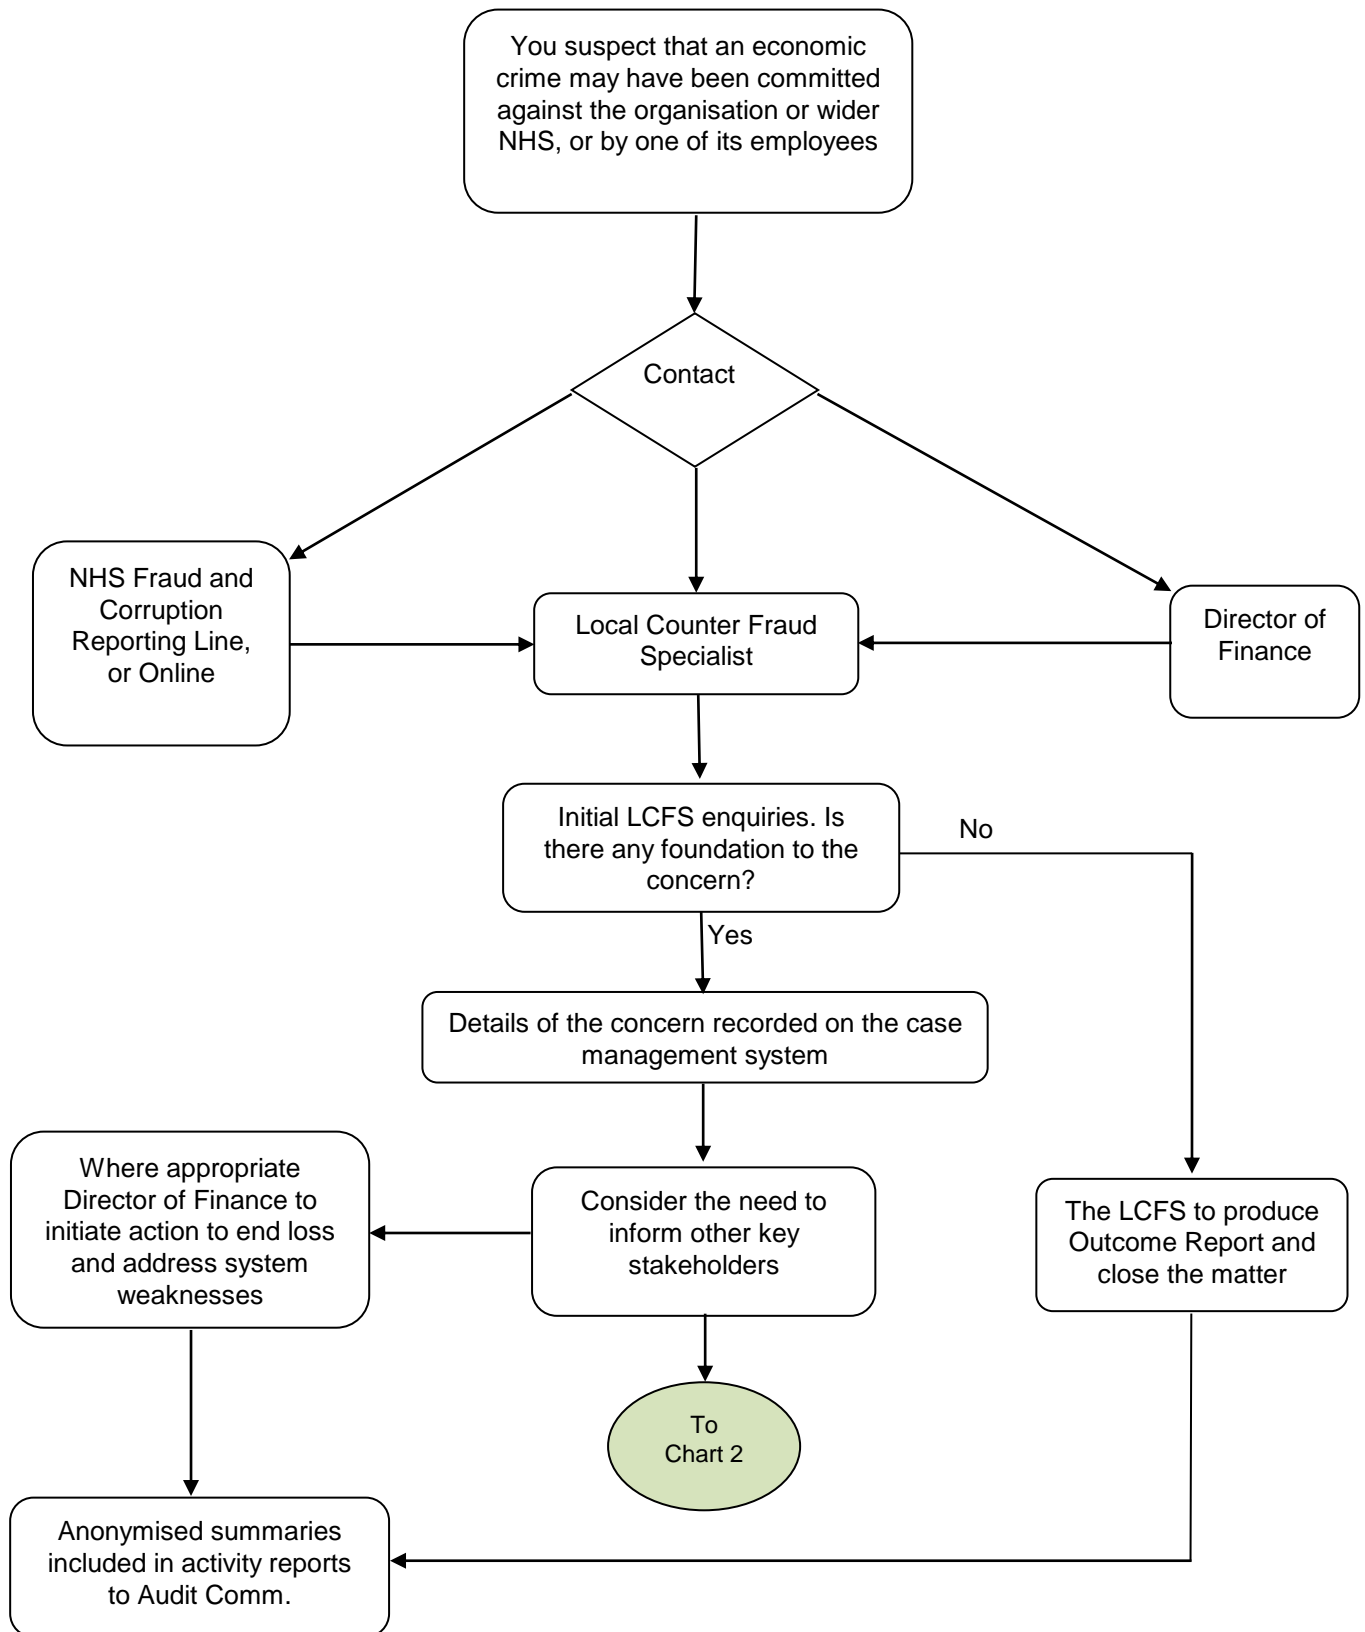 You suspect that an economic
crime may have been committed
against the organisation or wider
NHS, or by one of its employees
Contact
NHS Fraud and
Corruption
Reporting Line,
or Online
Local Counter Fraud
Specialist
Director of
Finance
Initial LCFS enquiries. Is
there any foundation to the
concern?
No
Yes
Details of the concern recorded on the case
management system
Where appropriate
Director of Finance to
initiate action to end loss
and address system
weaknesses
Consider the need to
inform other key
stakeholders
The LCFS to produce
Outcome Report and
close the matter
To
Chart 2
Anonymised summaries
included in activity reports
to Audit Comm.